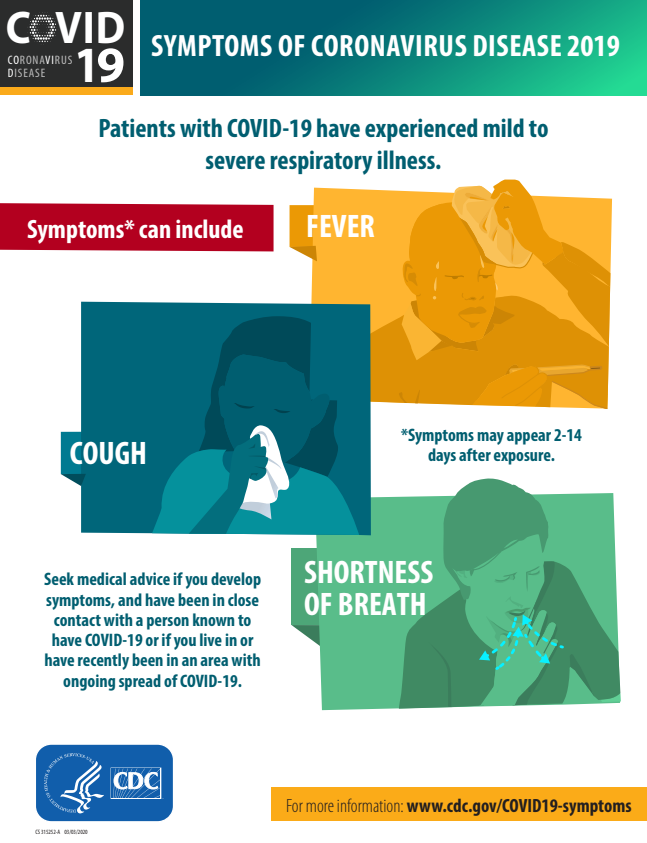 COVID
CORONAVIRUS
DISEASE
19
SYMPTOMS OF CORONAVIRUS DISEASE 2019
Patients with COVID-19 have experienced mild to
severe respiratory illness.
Symptoms* can include
FEVER
COUGH
*Symptoms may appear 2-14
days after exposure.
SHORTNESS
OF BREATH
Seek medical advice if you develop
symptoms, and have been in close
contact with a person known to
have COVID-19 or if you live in or
have recently been in an area with
ongoing spread of COVID-19.
DEPARTMENT OF HEALTH & HUMAN SERVICES • USA
CDC
For more information: www.cdc.gov/COVID19-symptoms
CS 315252-A 03/03/2020